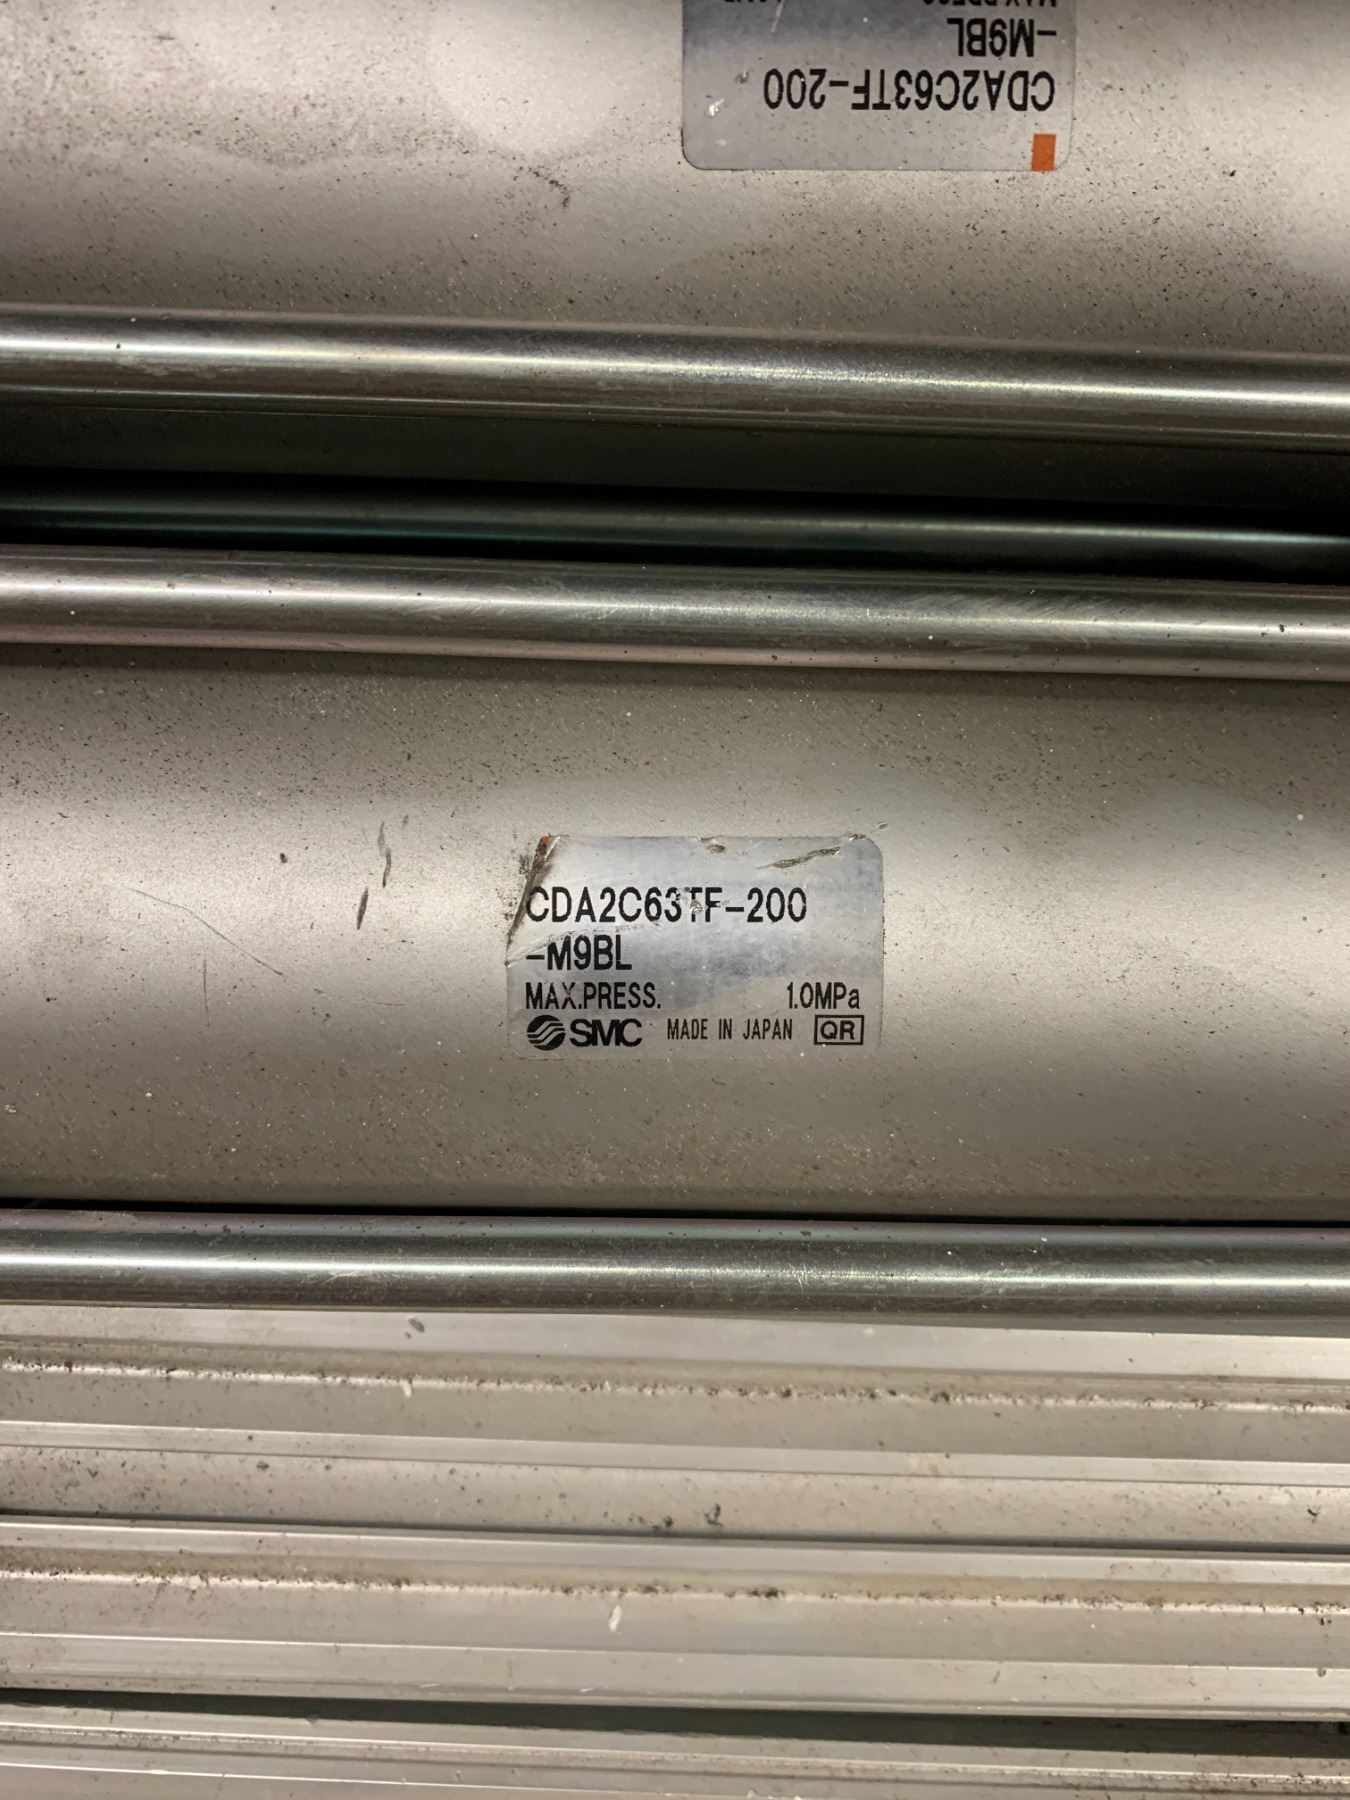 -M9BL
CDA2C63TF-200
CDA2C63TF-200
-M9BL
MAX.PRESS. 1.0MPa
SMC MADE IN JAPAN QR